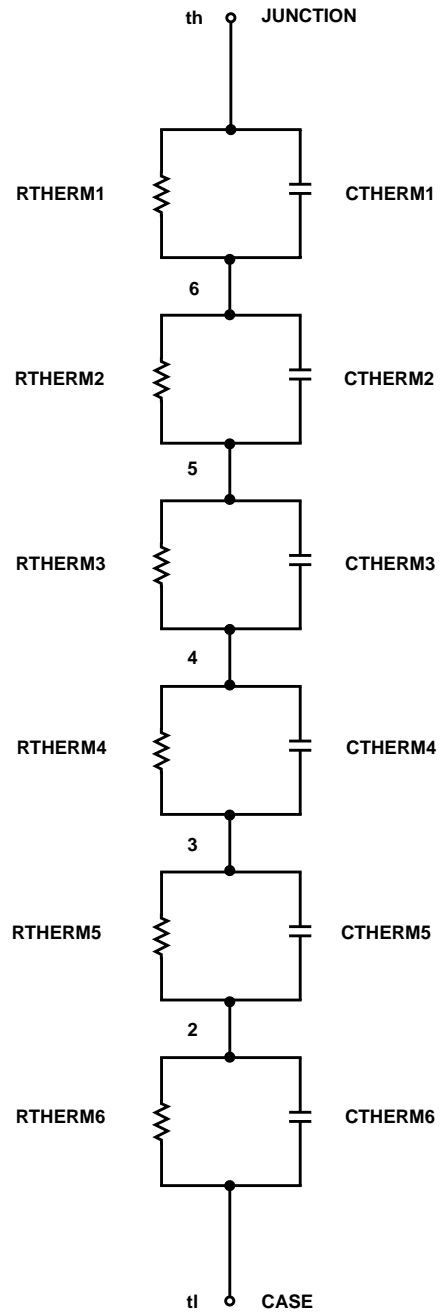 th JUNCTION
RTHERM1 CTHERM1
6
RTHERM2 CTHERM2
5
RTHERM3 CTHERM3
4
RTHERM4 CTHERM4
3
RTHERM5 CTHERM5
2
RTHERM6 CTHERM6
tl CASE